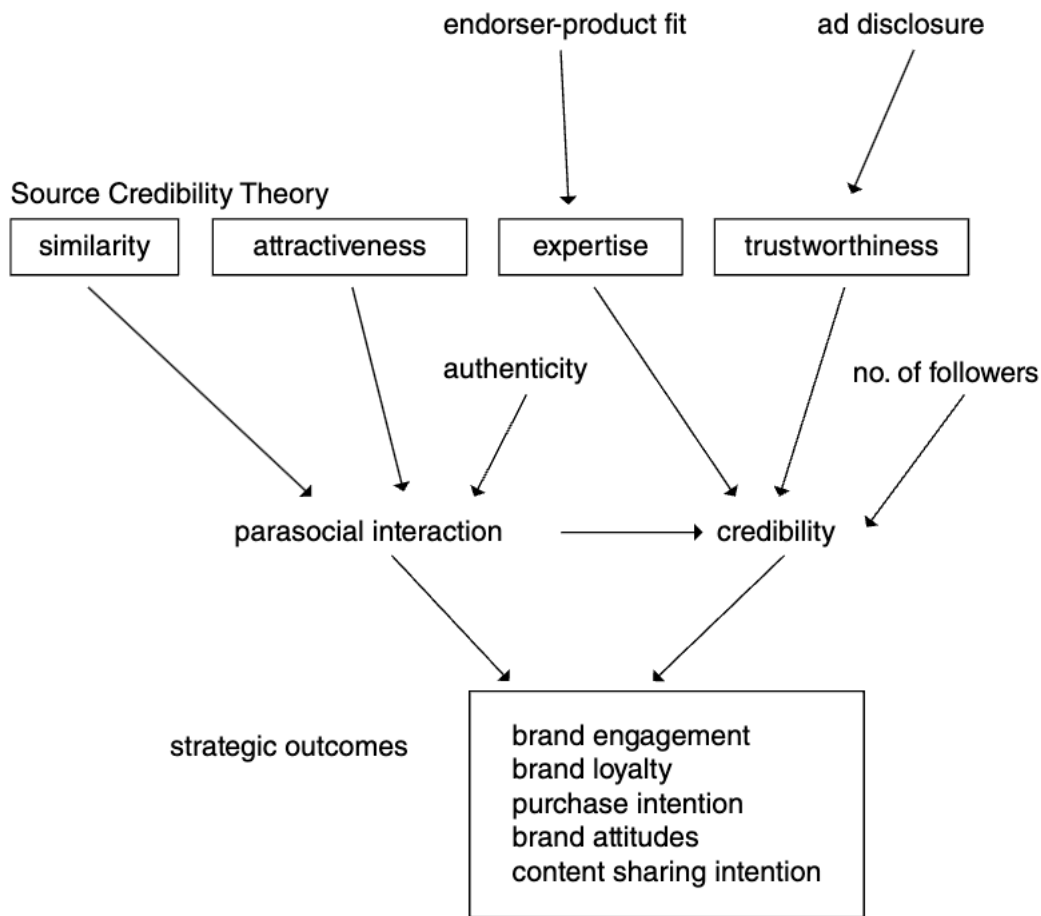 endorser-product fit
ad disclosure
Source Credibility Theory
similarity
attractiveness
expertise
trustworthiness
authenticity
no. of followers
parasocial interaction
credibility
strategic outcomes
brand engagement
brand loyalty
purchase intention
brand attitudes
content sharing intention